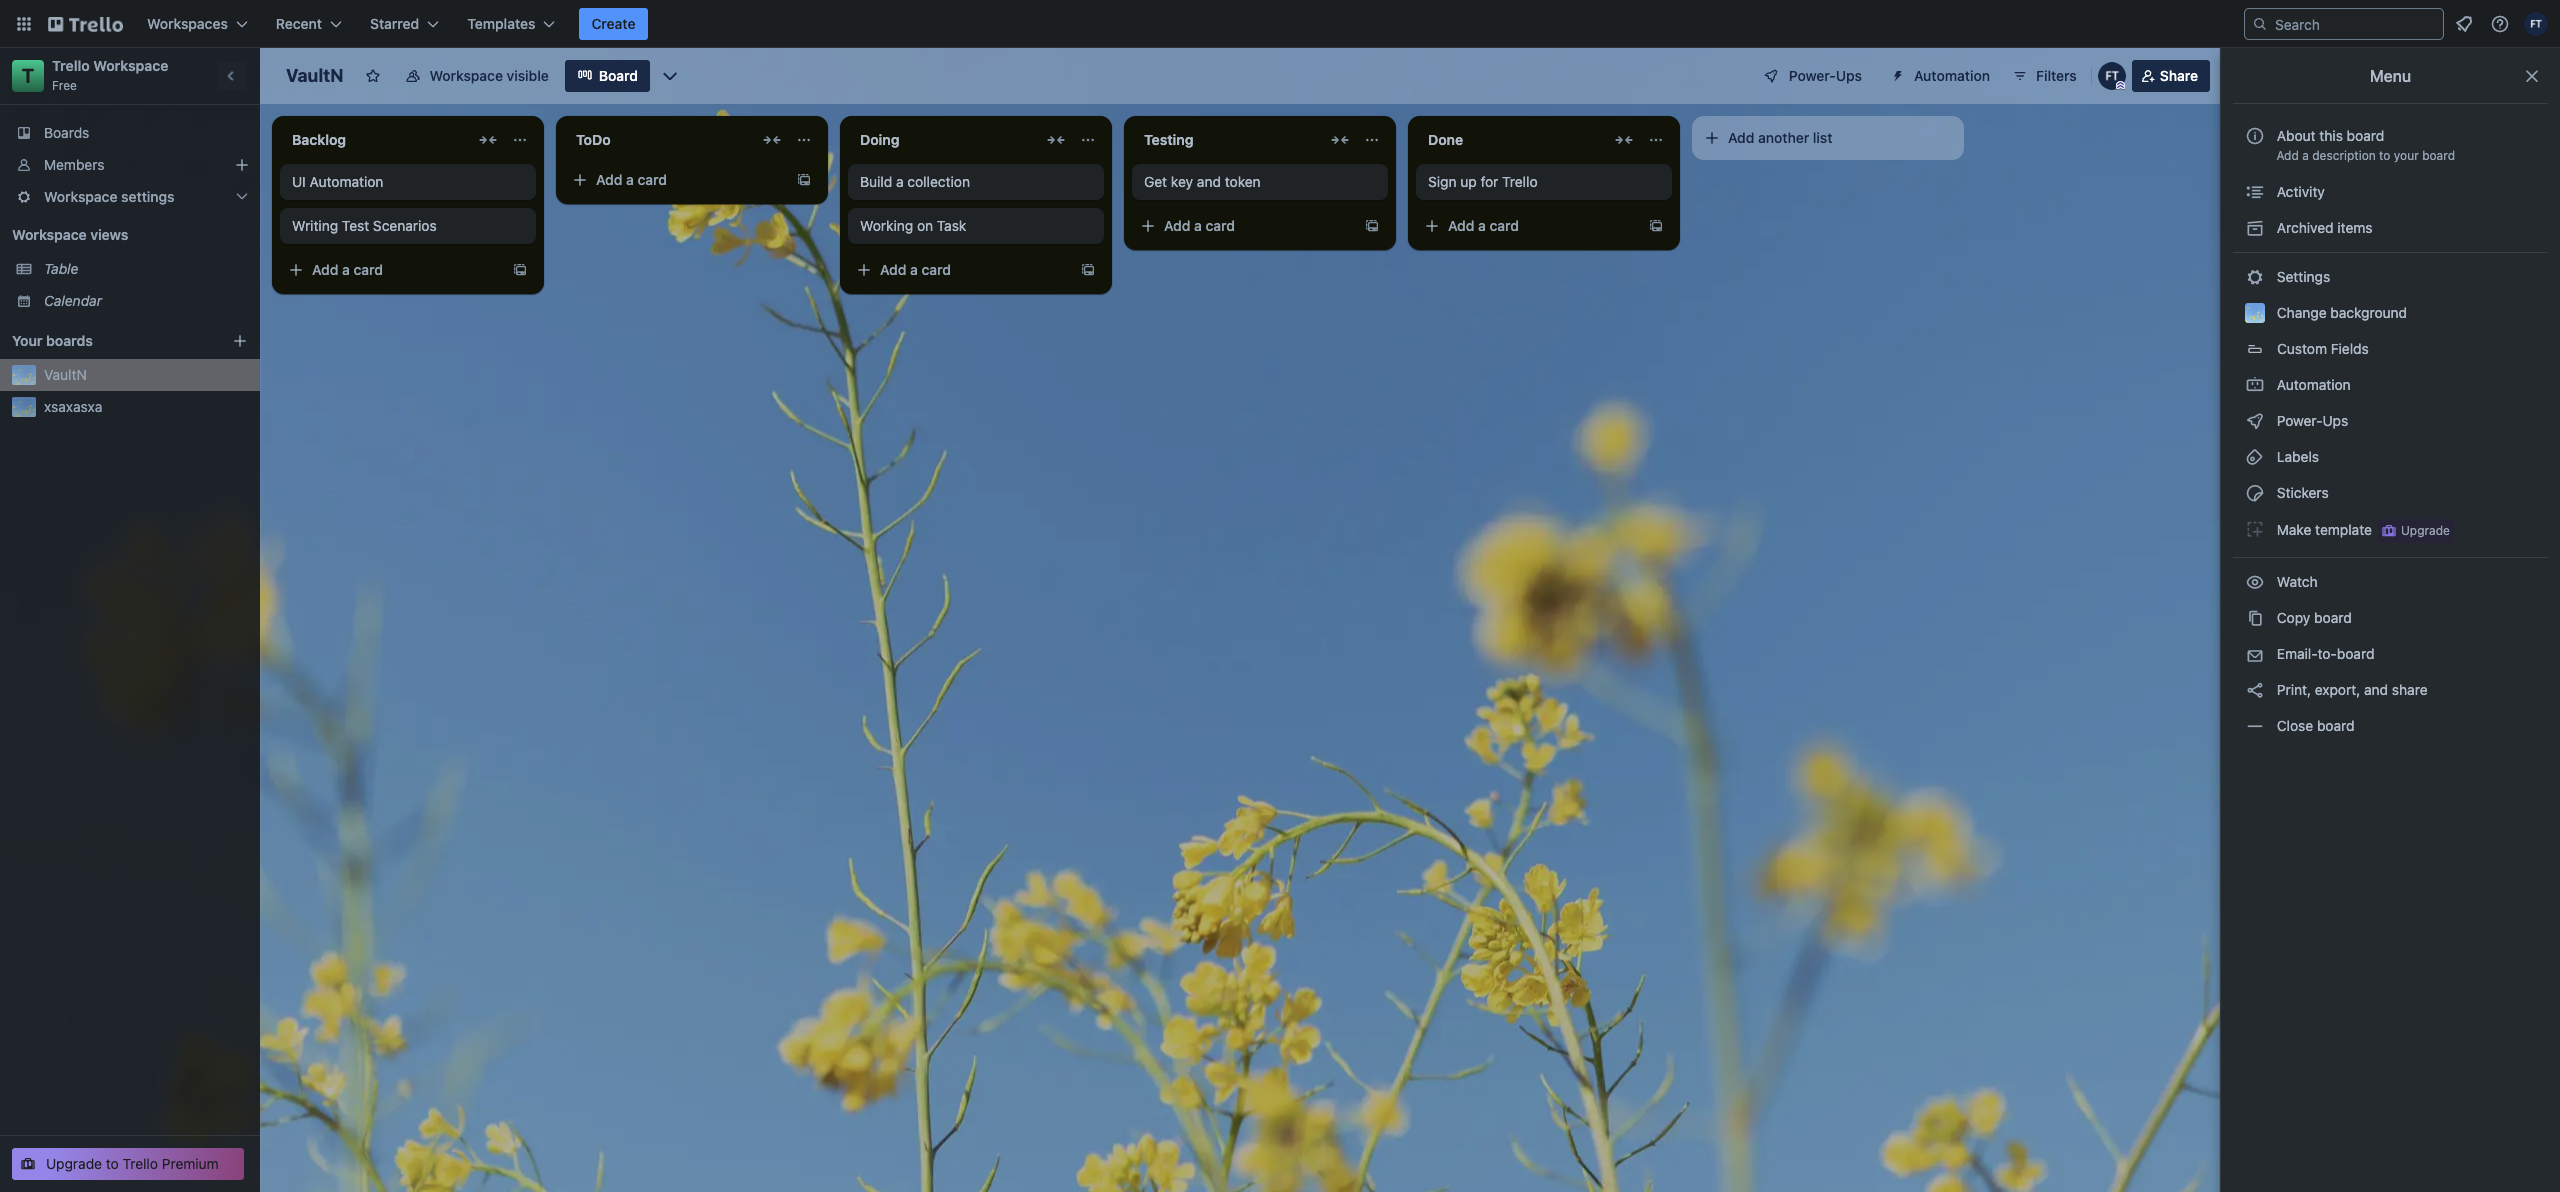 Trello
Workspaces
Recent
Starred
Templates
Create
Search
FT
T
Trello Workspace
Free
Boards
Members
Workspace settings
Workspace views
Table
Calendar
Your boards
VaultN
xsaxasxa
Upgrade to Trello Premium
VaultN
Workspace visible
Board
Power-Ups
Automation
Filters
FT
Share
Backlog
UI Automation
Writing Test Scenarios
Add a card
ToDo
Add a card
Doing
Build a collection
Working on Task
Add a card
Testing
Get key and token
Add a card
Done
Sign up for Trello
Add a card
Add another list
Menu
About this board
Add a description to your board
Activity
Archived items
Settings
Change background
Custom Fields
Automation
Power-Ups
Labels
Stickers
Make template Upgrade
Watch
Copy board
Email-to-board
Print, export, and share
Close board